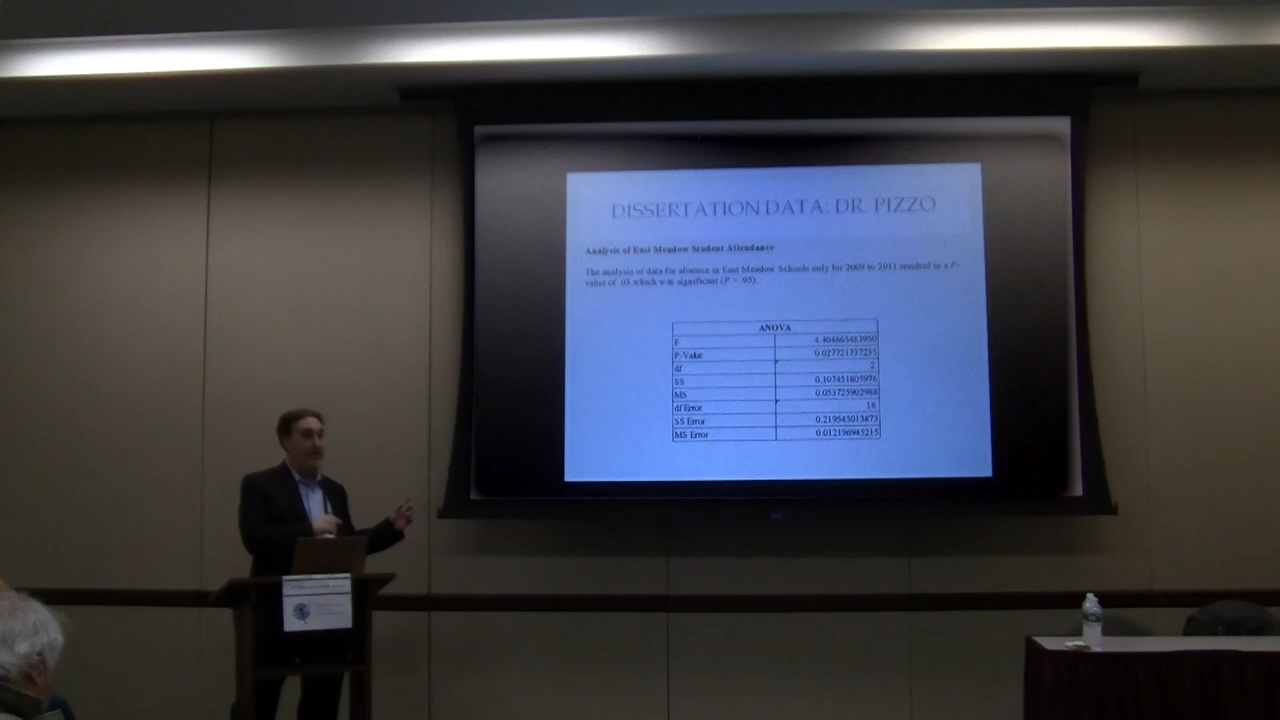 DISSERTATION DATA: DR. PIZZO
Analysis of East Meadow Student Attendance
The analysis of data for absence in East Meadow Schools only for 2009 to 2011 resulted in a P-
value of .03 which was significant (P < .05).
ANOVA
F 4.404865483950
P-Value 0.027721737235
df 2
SS 0.107451805976
MS 0.053725902988
df Error 18
SS Error 0.219545013873
MS Error 0.012196945215